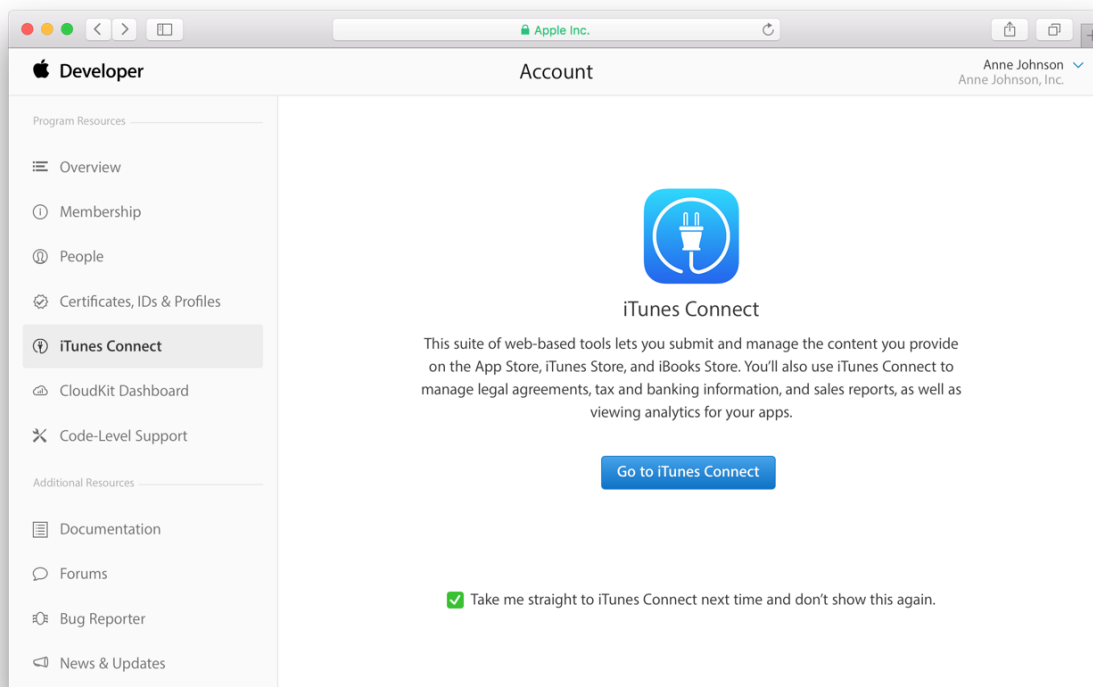 Apple Inc.
Developer
Account
Anne Johnson
Anne Johnson, Inc.
Program Resources
Overview
Membership
People
Certificates, IDs & Profiles
iTunes Connect
CloudKit Dashboard
Code-Level Support
Additional Resources
Documentation
Forums
Bug Reporter
News & Updates
iTunes Connect
This suite of web-based tools lets you submit and manage the content you provide
on the App Store, iTunes Store, and iBooks Store. You’ll also use iTunes Connect to
manage legal agreements, tax and banking information, and sales reports, as well as
viewing analytics for your apps.
Go to iTunes Connect
Take me straight to iTunes Connect next time and don’t show this again.